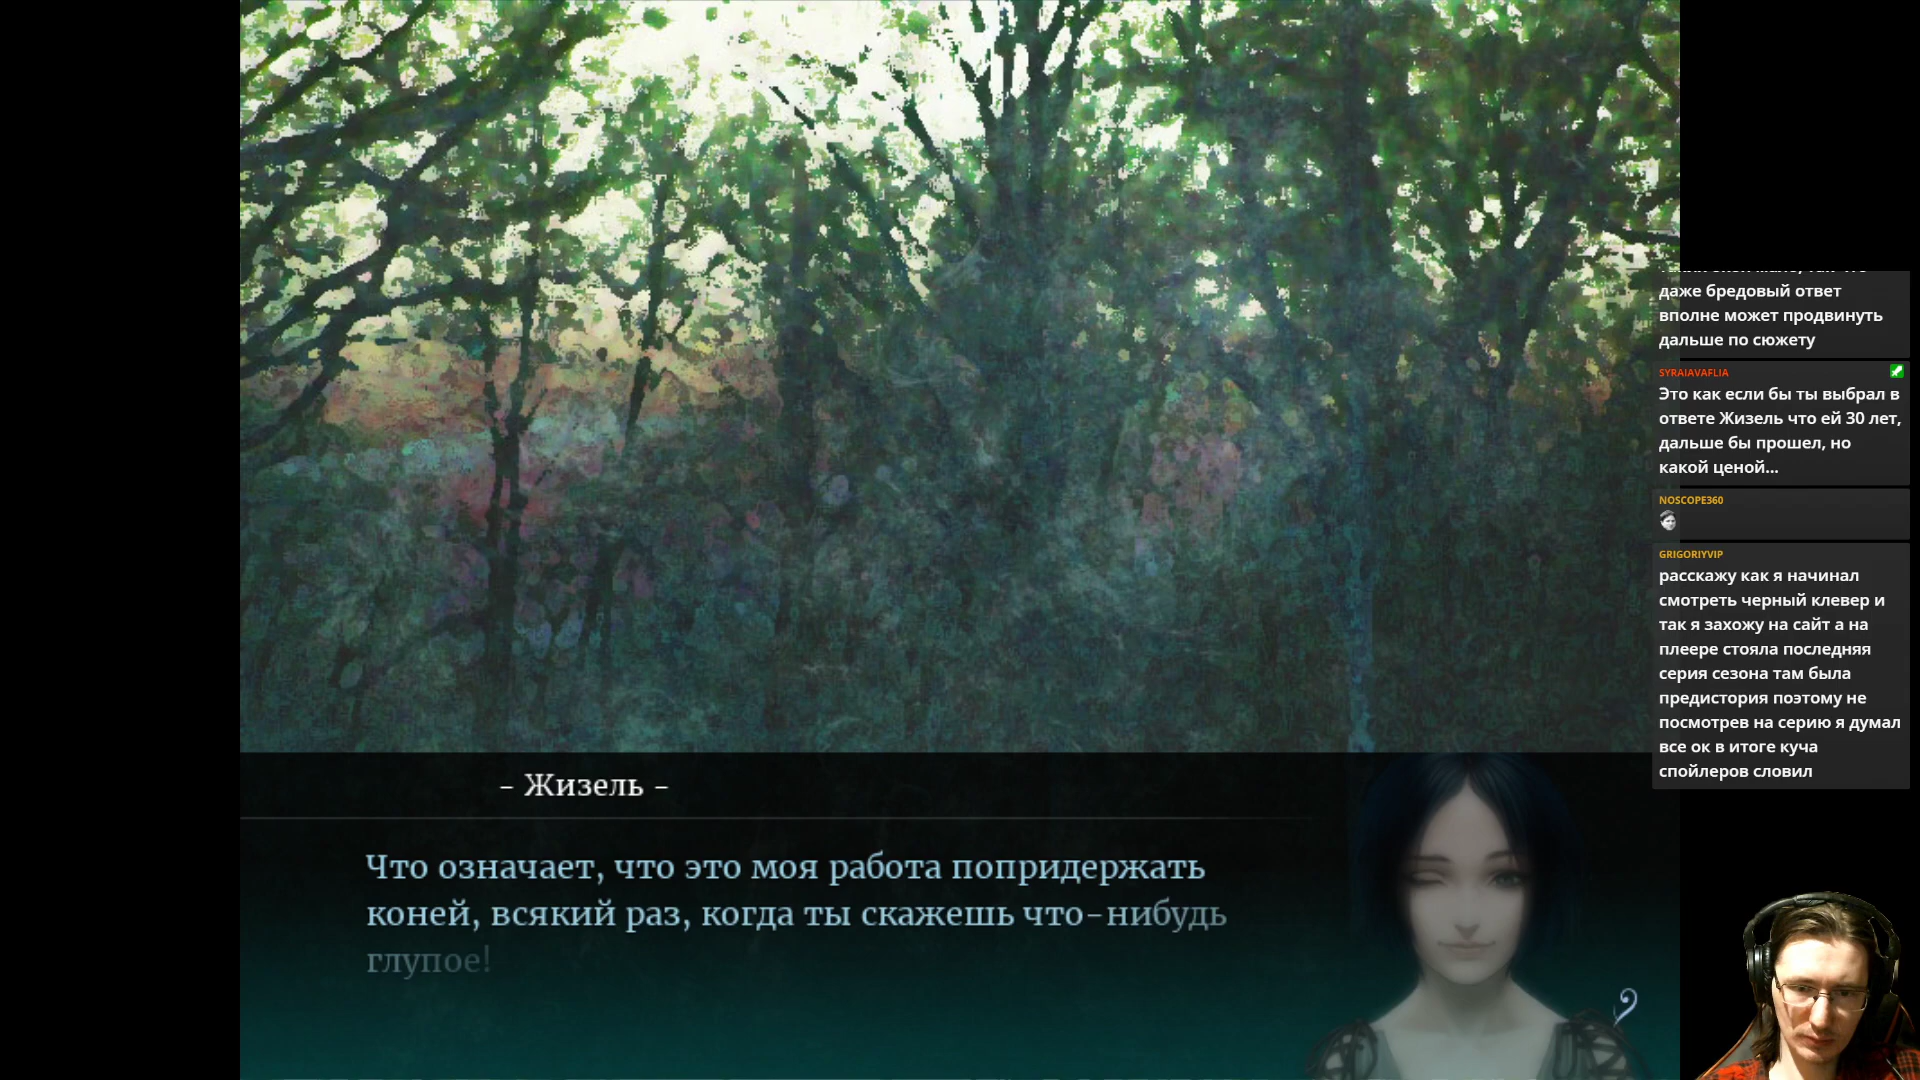 - Жизель -
Что означает, что это моя работа попридержать
коней, всякий раз, когда ты скажешь что-нибудь
глупое!
даже бредовый ответ
вполне может продвинуть
дальше по сюжету
SYRAIAVAFLIA
Это как если бы ты выбрал в
ответе Жизель что ей 30 лет,
дальше бы прошел, но
какой ценой...
NOSCOPE360
GRIGORIYVIP
расскажу как я начинал
смотреть черный клевер и
так я захожу на сайт а на
плеере стояла последняя
серия сезона там была
предистория поэтому не
посмотрев на серию я думал
все ок в итоге куча
спойлеров словил